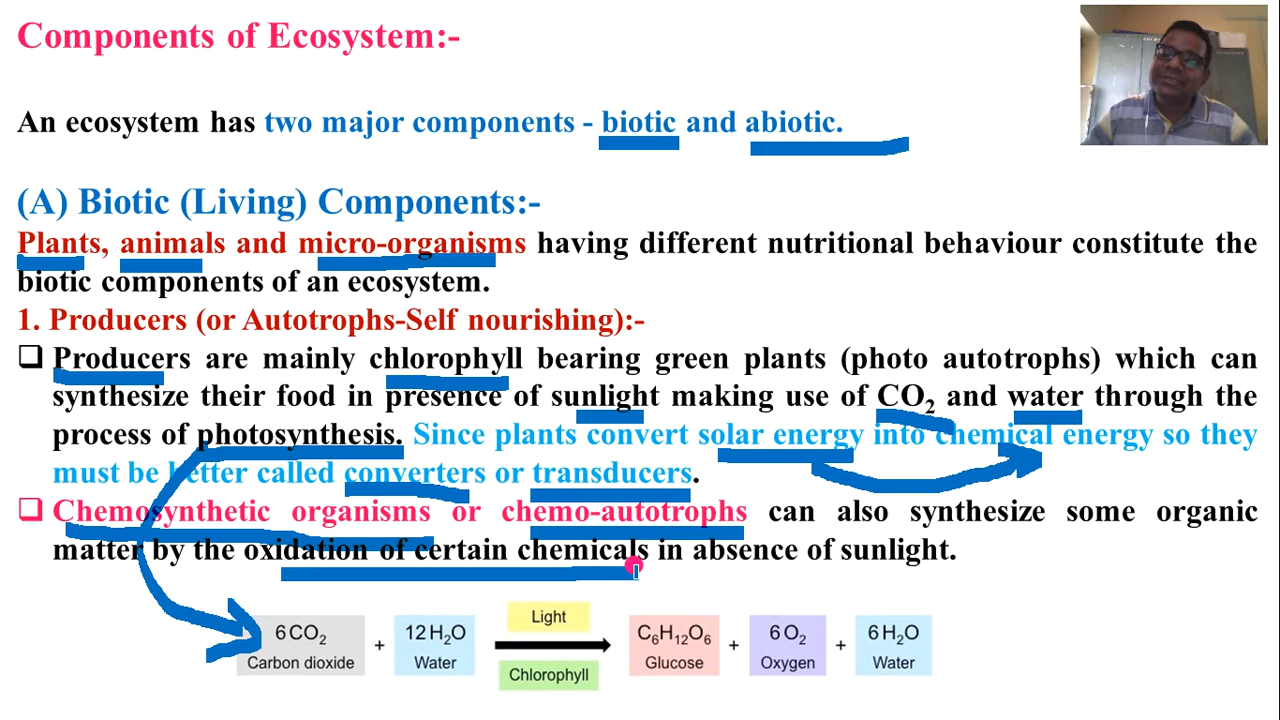 Components of Ecosystem:-
An ecosystem has two major components - biotic and abiotic.
(A) Biotic (Living) Components:-
Plants, animals and micro-organisms having different nutritional behaviour constitute the
biotic components of an ecosystem.
1. Producers (or Autotrophs-Self nourishing):-
❑ Producers are mainly chlorophyll bearing green plants (photo autotrophs) which can
synthesize their food in presence of sunlight making use of CO₂ and water through the
process of photosynthesis. Since plants convert solar energy into chemical energy so they
must be better called converters or transducers.
❑ Chemosynthetic organisms or chemo-autotrophs can also synthesize some organic
matter by the oxidation of certain chemicals in absence of sunlight.
Light
6CO₂ + 12H₂O C₆H₁₂O₆ + 6O₂ + 6H₂O
Carbon dioxide Water Glucose Oxygen Water
Chlorophyll